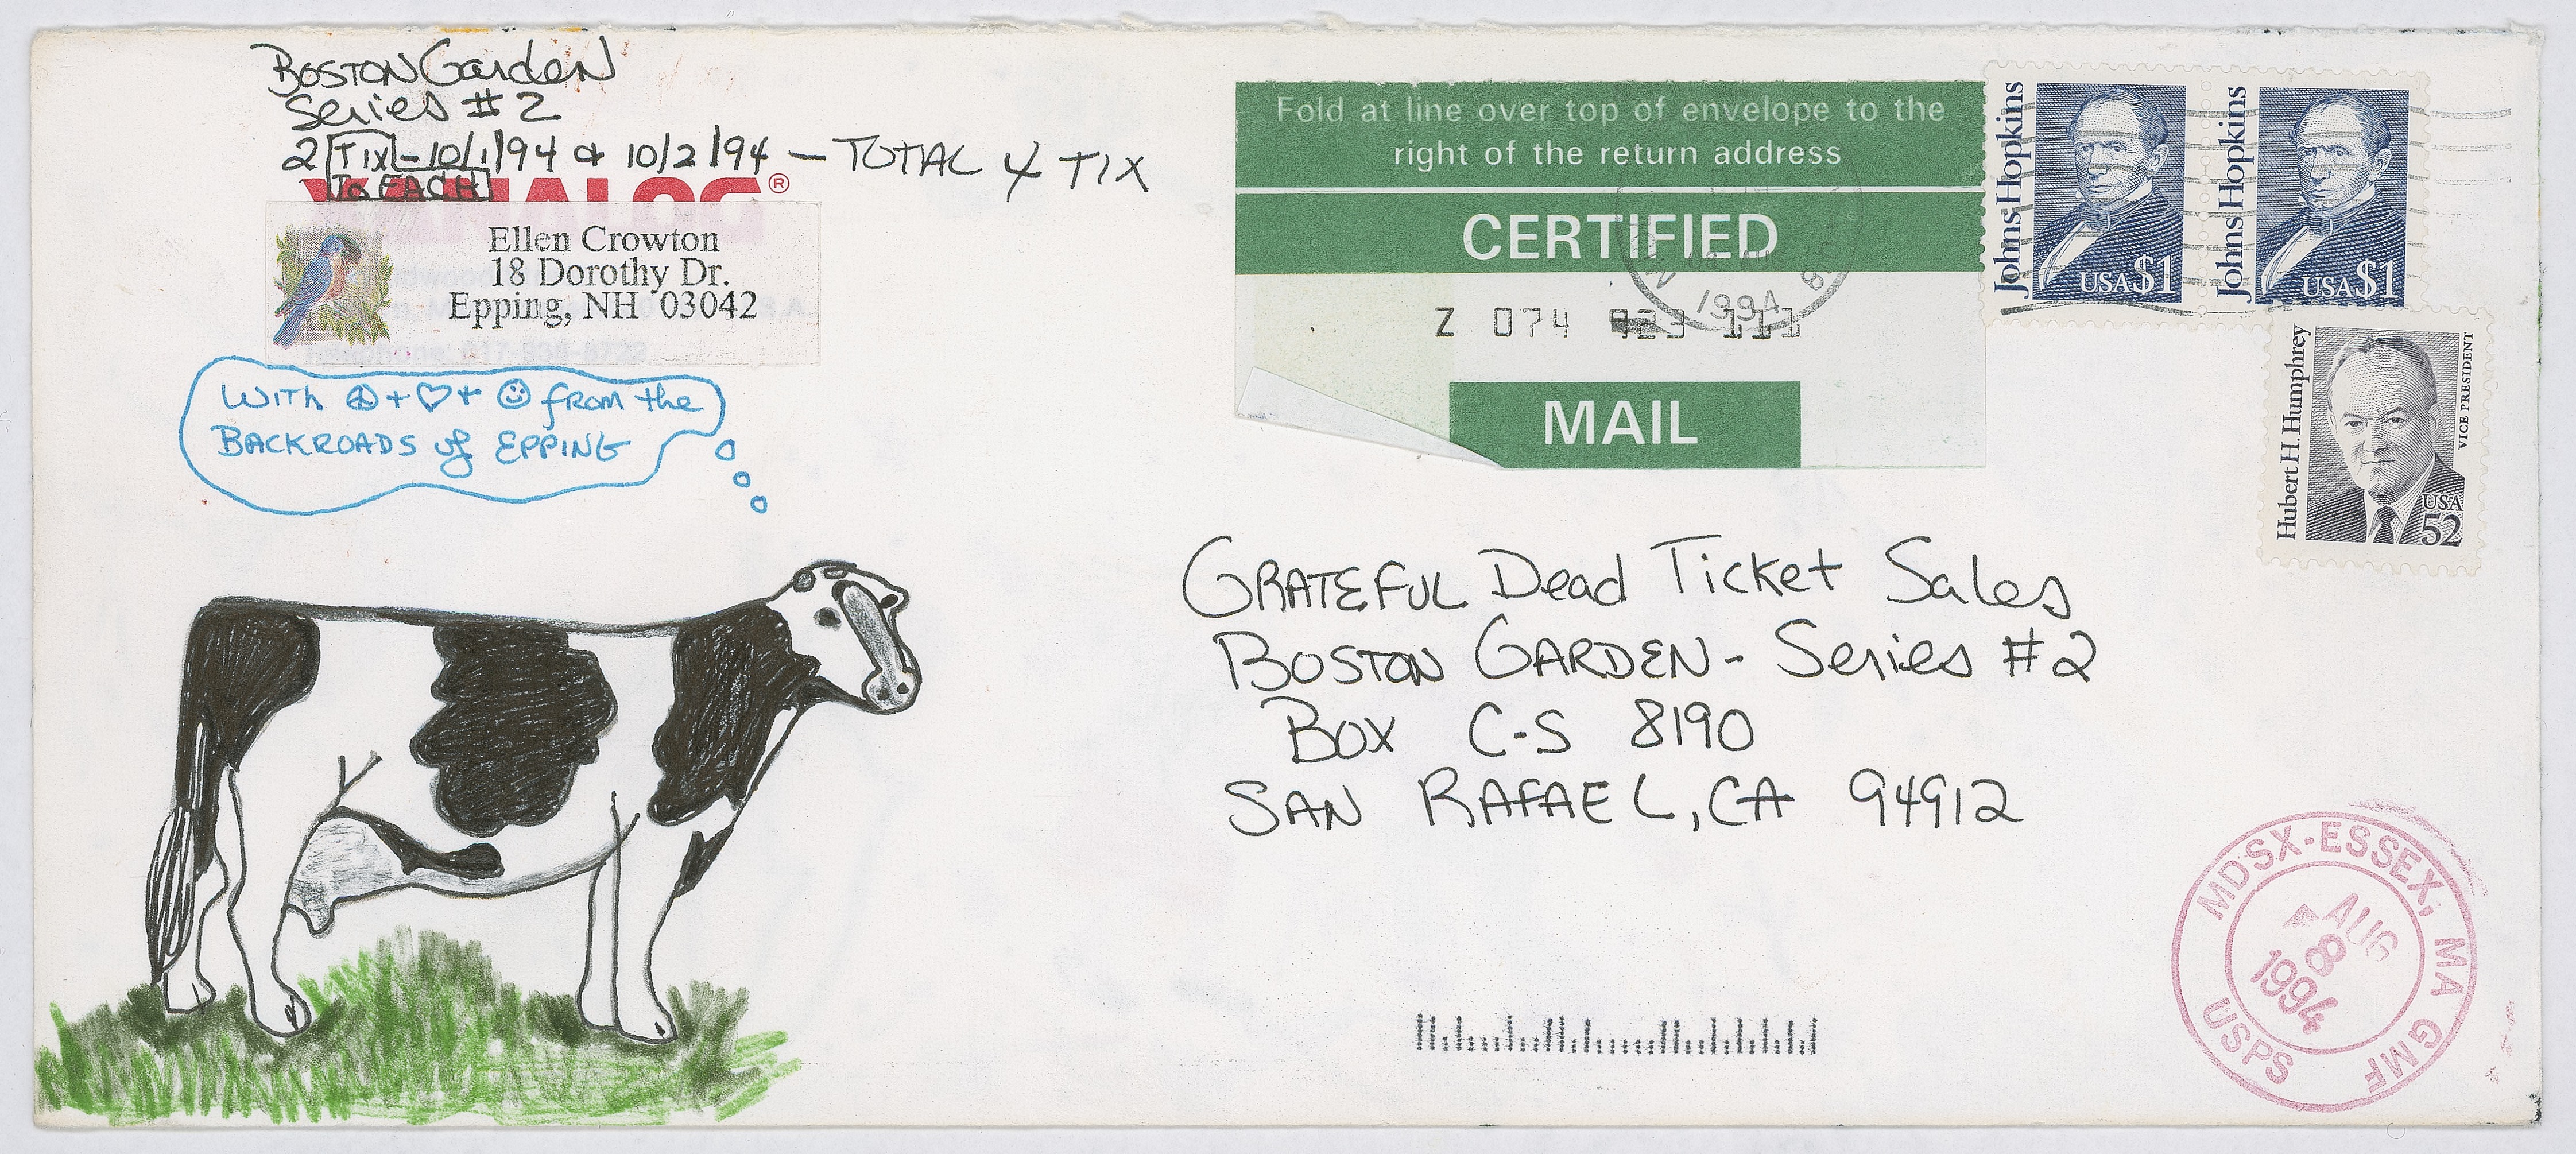 Boston Garden
Series #2
2 TIX - 10/1/94 & 10/2/94 - TOTAL 4 TIX
To EACH
Ellen Crowton
18 Dorothy Dr.
Epping, NH 03042
With + + from the
BACKROADS of EPPING
Fold at line over top of envelope to the
right of the return address
CERTIFIED
Z 074 923 111
MAIL
1994
Johns Hopkins
USA $1
Johns Hopkins
USA $1
Hubert H. Humphrey
VICE PRESIDENT
USA
52
GRATEFUL Dead Ticket Sales
BOSTON GARDEN - Series #2
Box C-S 8190
SAN RAFAEL, CA 94912
MDSX-ESSEX, MA GMF
AUG
8
1994
USPS